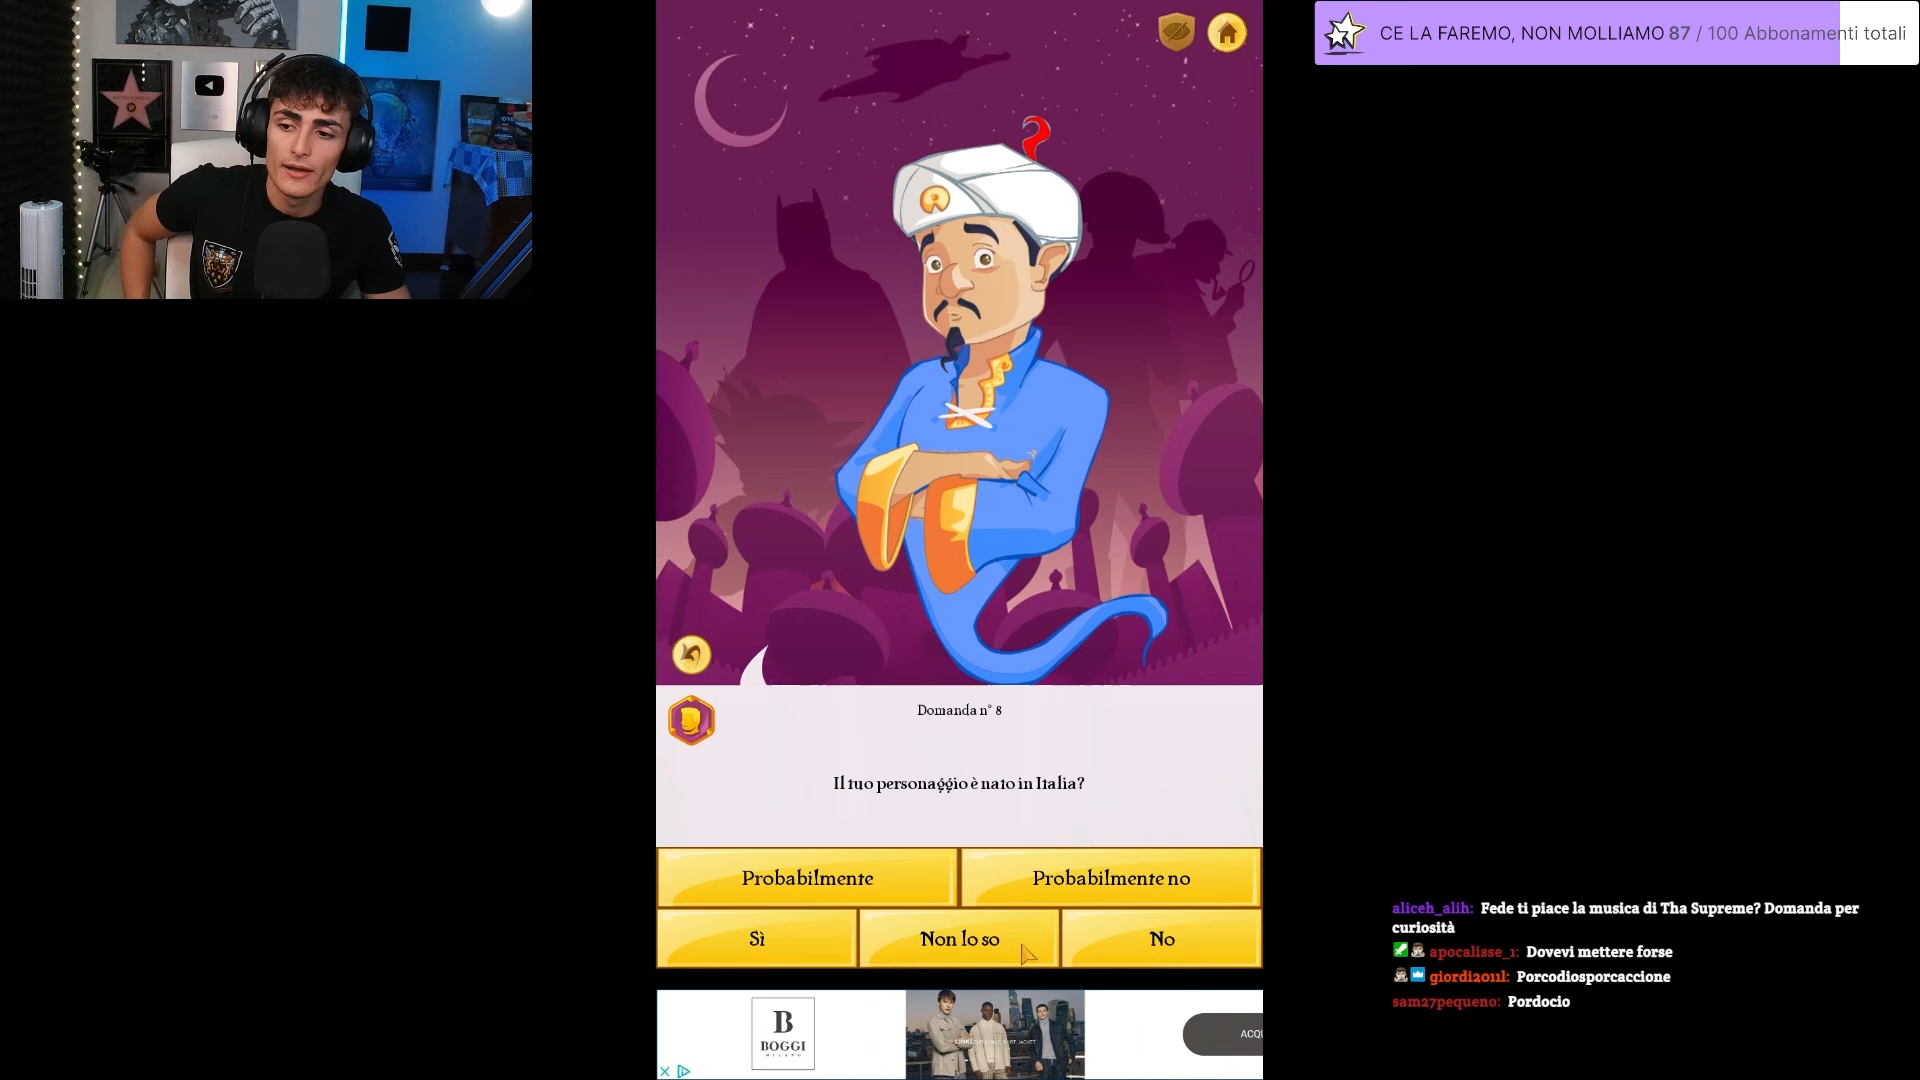 CE LA FAREMO, NON MOLLIAMO 87 / 100 Abbonamenti totali
Domanda n° 8
Il tuo personaggio è nato in Italia?
Probabilmente
Probabilmente no
Sì
Non lo so
No
aliceh_alih: Fede ti piace la musica di Tha Supreme? Domanda per
curiosità
apocalisse_1: Dovevi mettere forse
giordi2011l: Porcodiosporcaccione
sam27pequeno: Pordocio
B
BOGGI
MILANO